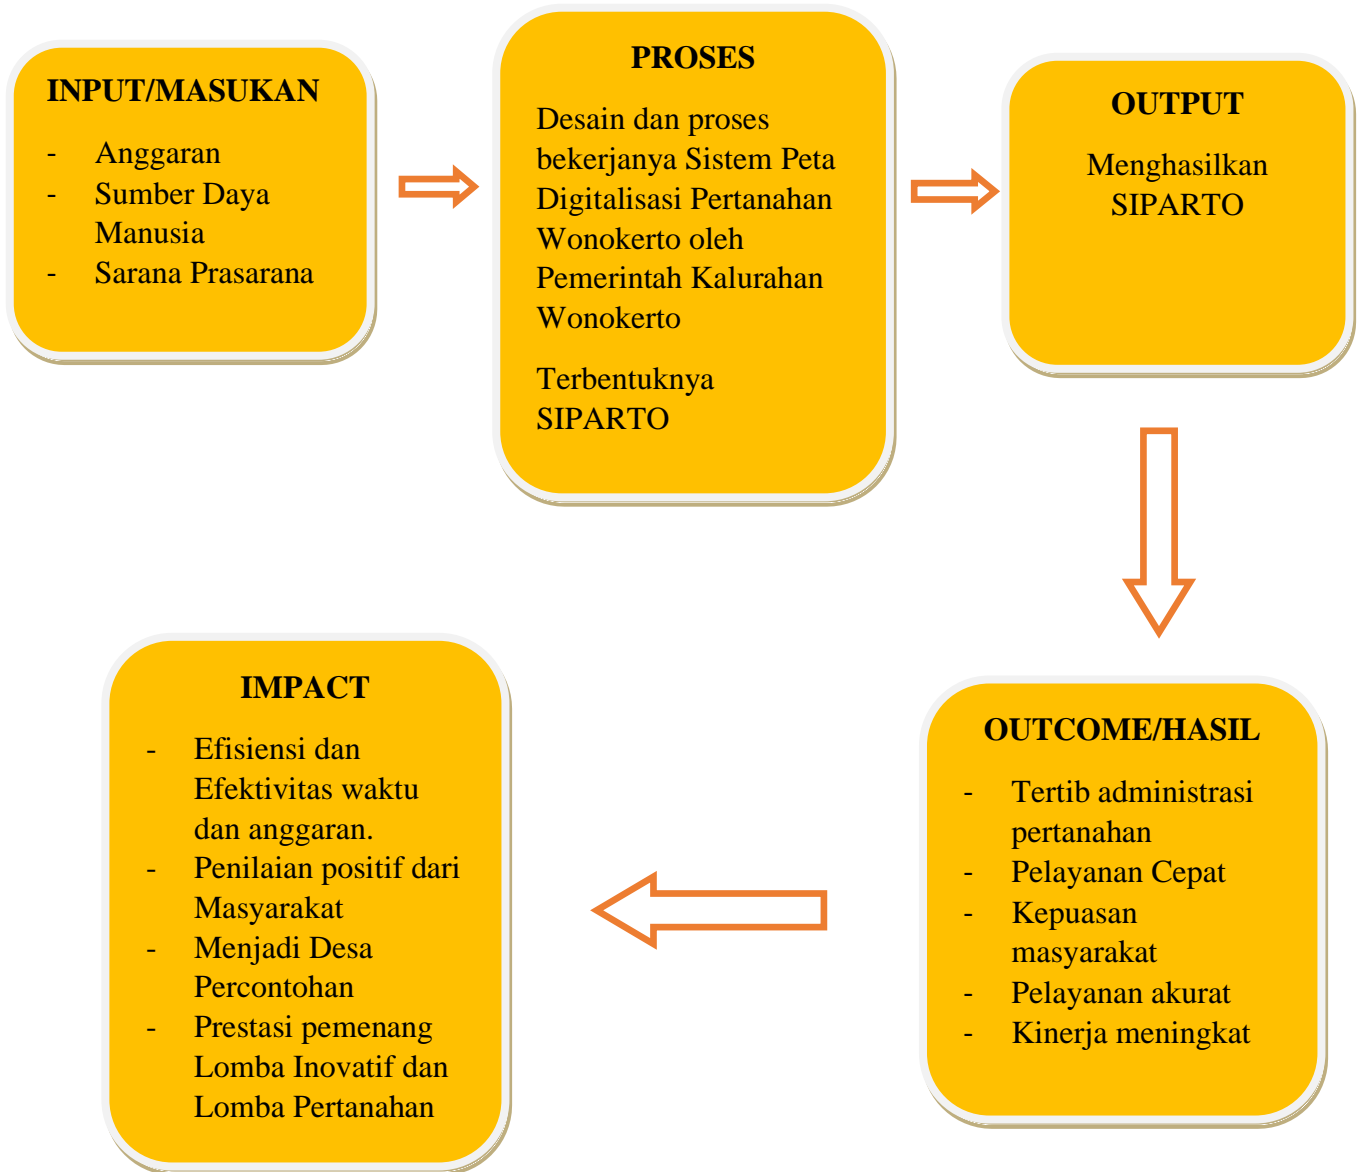 INPUT/MASUKAN
- Anggaran
- Sumber Daya
Manusia
- Sarana Prasarana
PROSES
Desain dan proses
bekerjanya Sistem Peta
Digitalisasi Pertanahan
Wonokerto oleh
Pemerintah Kalurahan
Wonokerto
Terbentuknya
SIPARTO
OUTPUT
Menghasilkan
SIPARTO
OUTCOME/HASIL
- Tertib administrasi
pertanahan
- Pelayanan Cepat
- Kepuasan
masyarakat
- Pelayanan akurat
- Kinerja meningkat
IMPACT
- Efisiensi dan
Efektivitas waktu
dan anggaran.
- Penilaian positif dari
Masyarakat
- Menjadi Desa
Percontohan
- Prestasi pemenang
Lomba Inovatif dan
Lomba Pertanahan